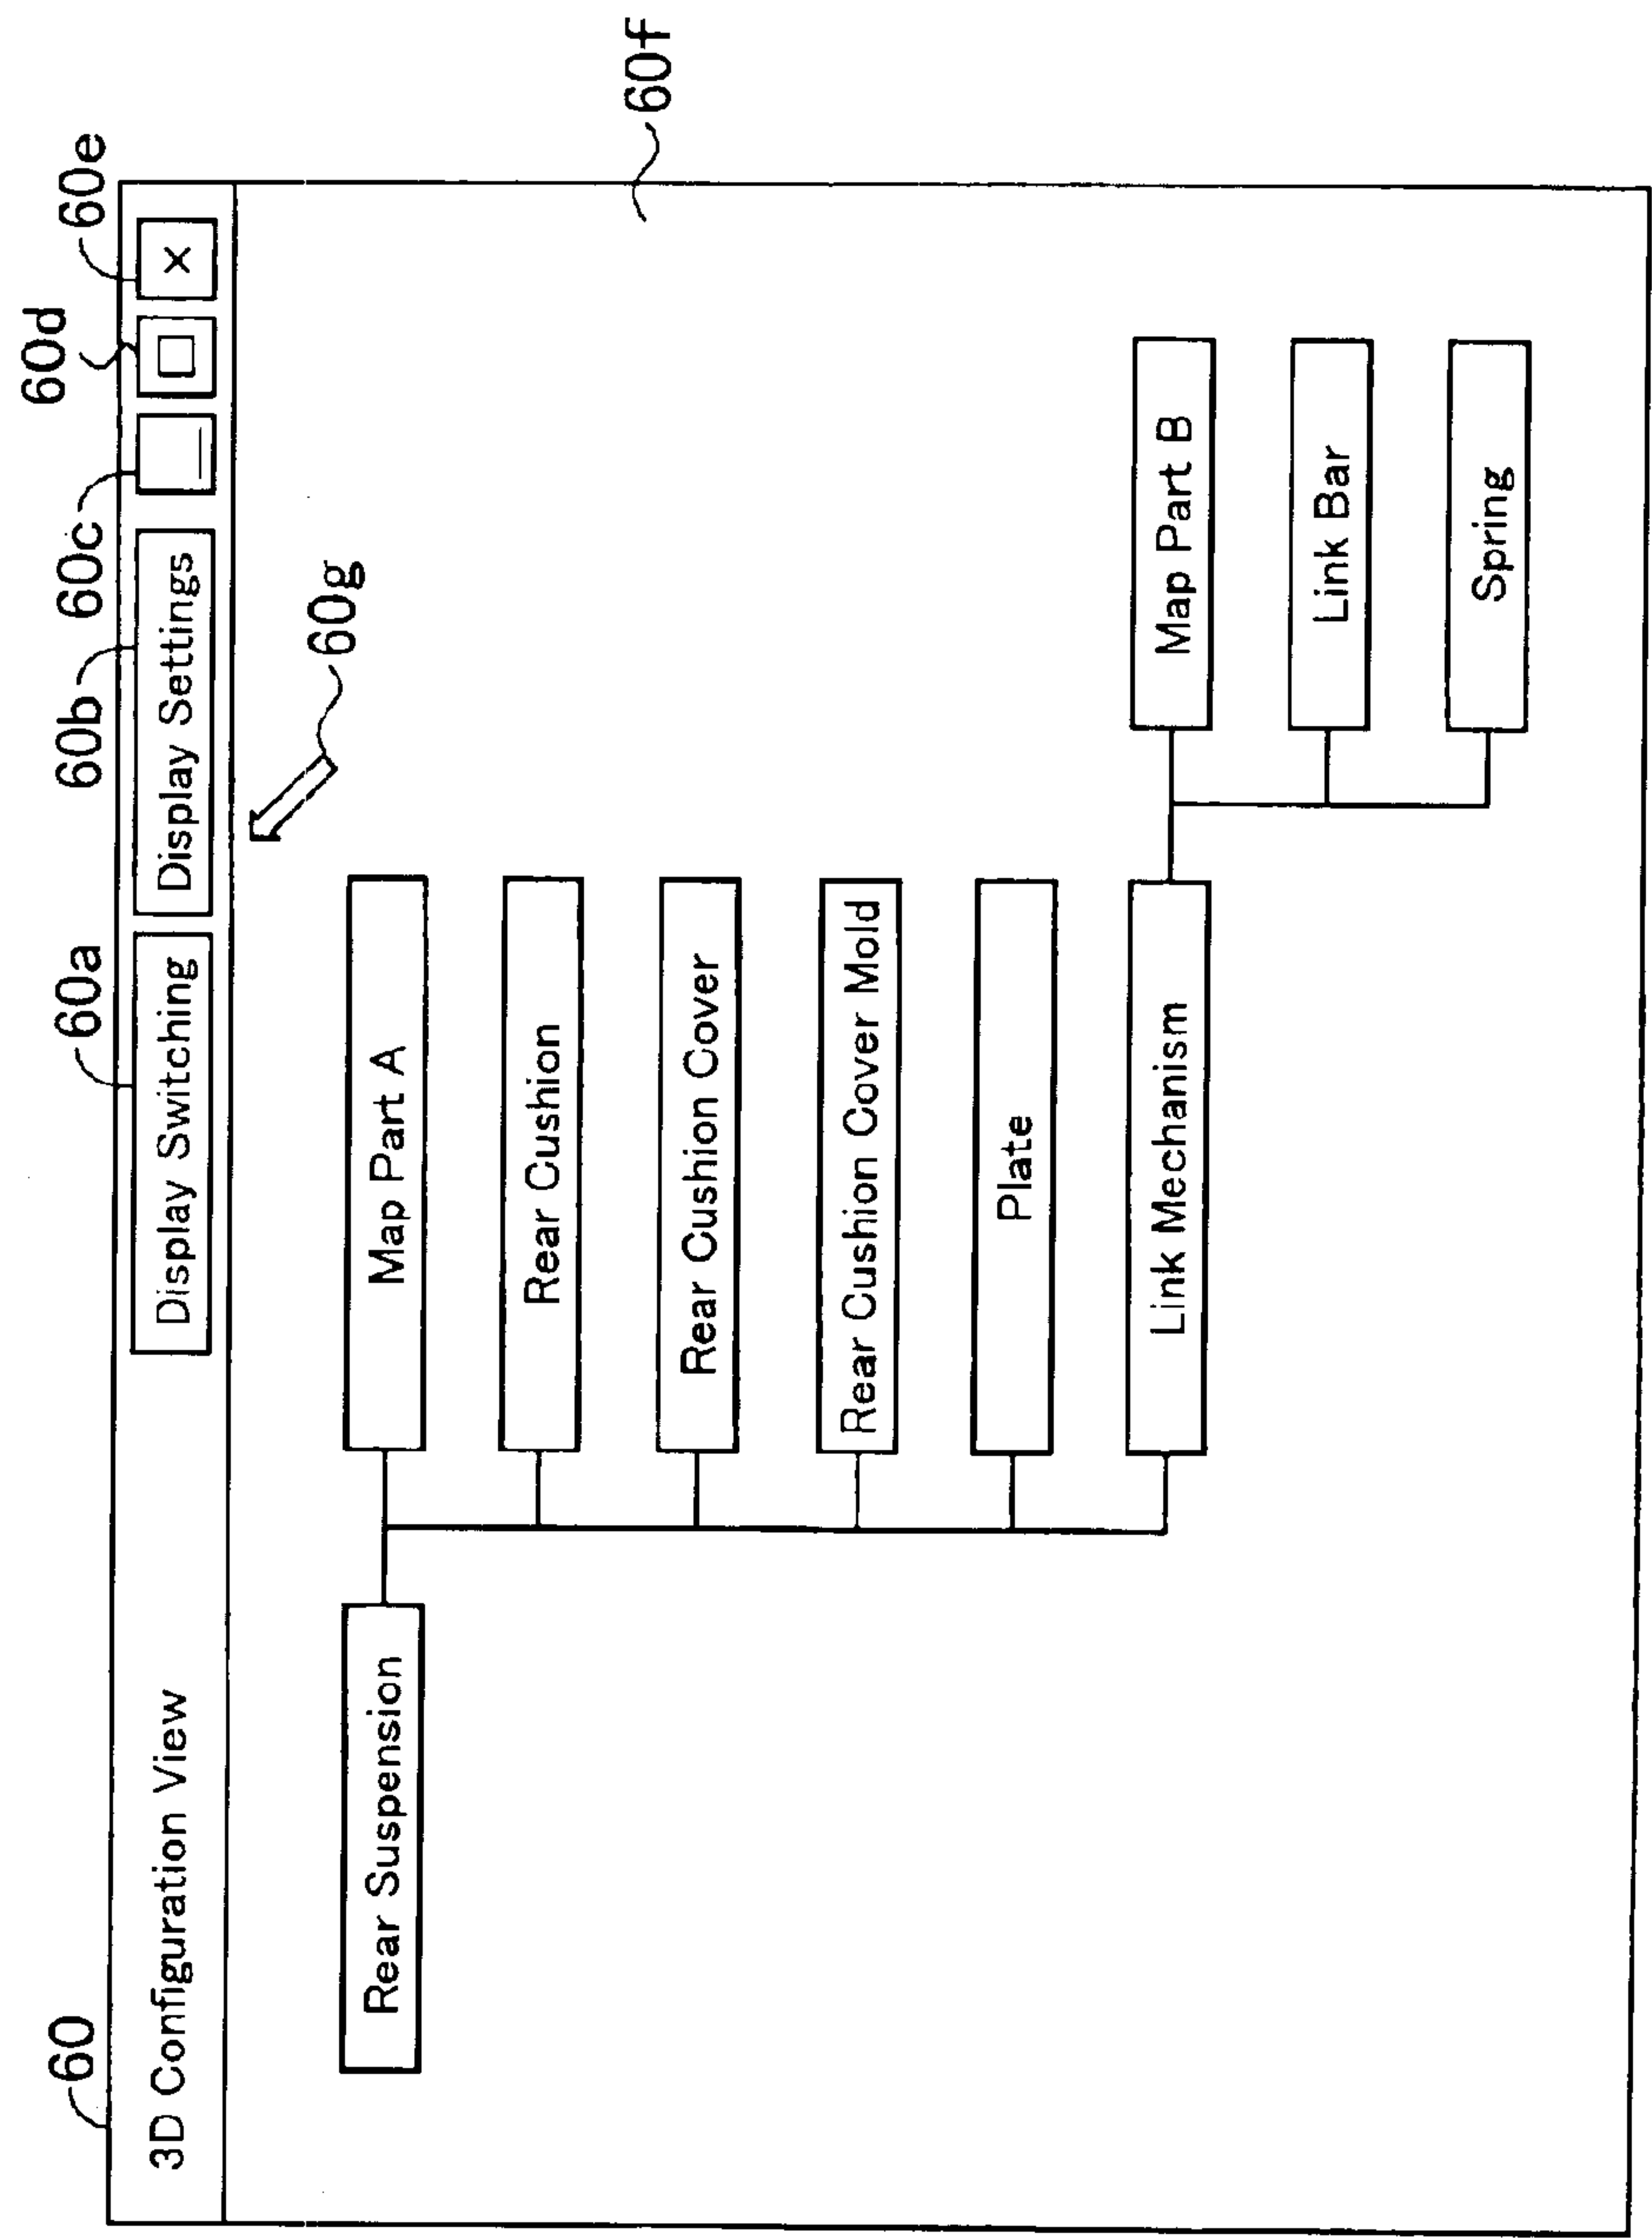 60
60a
60b
60c
60d
60e
3D Configuration View
Display Switching
Display Settings
×
60g
60f
Rear Suspension
Map Part A
Rear Cushion
Rear Cushion Cover
Rear Cushion Cover Mold
Plate
Link Mechanism
Map Part B
Link Bar
Spring